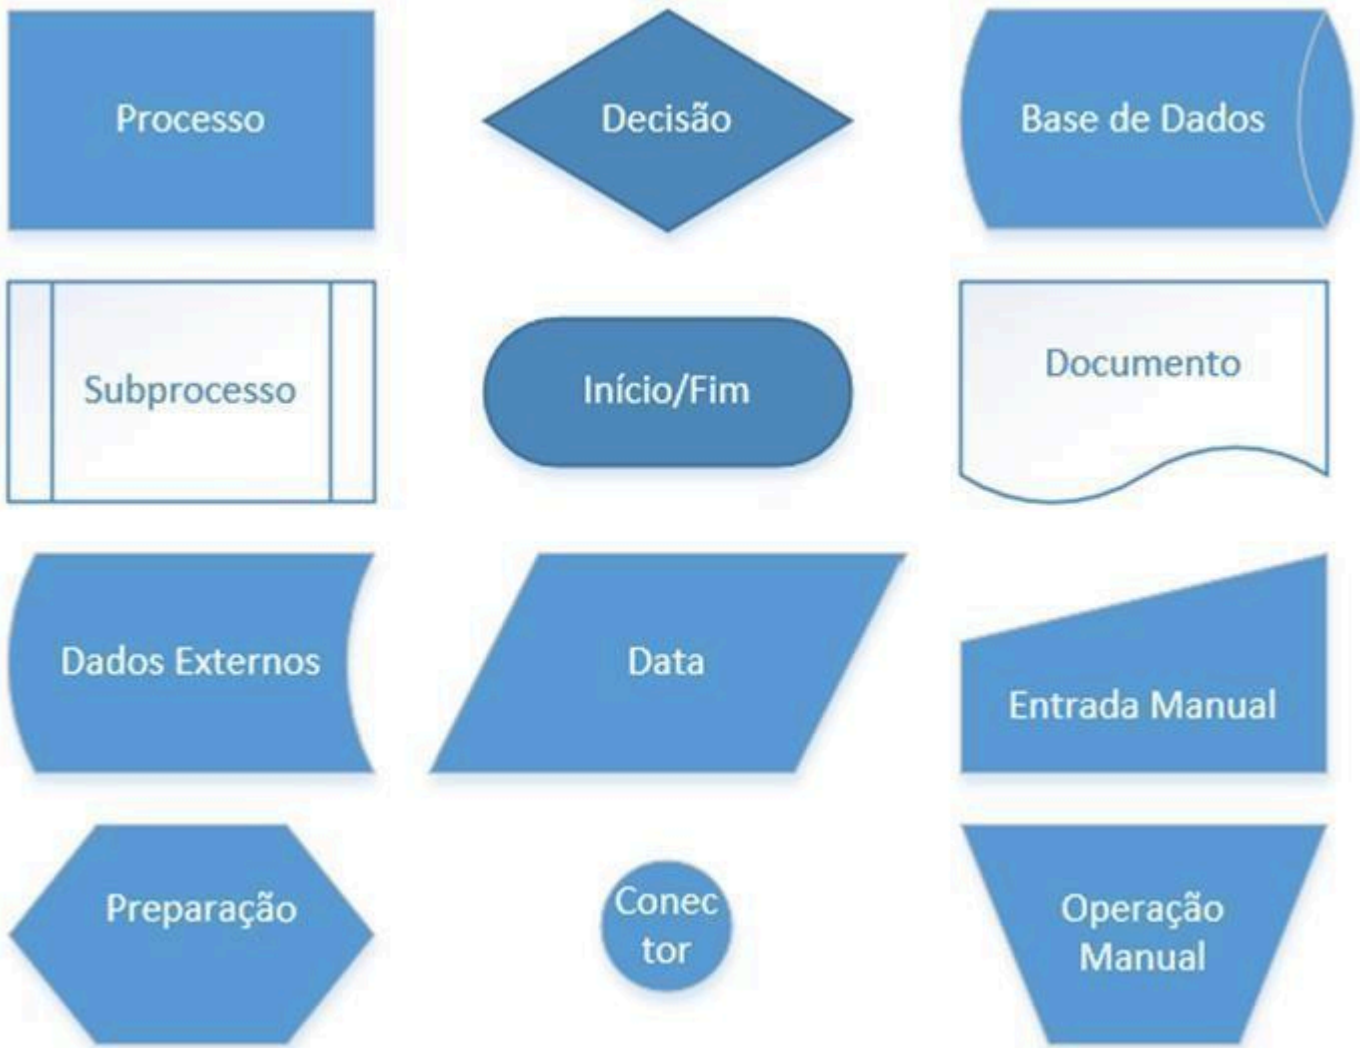 Processo
Decisão
Base de Dados
Subprocesso
Início/Fim
Documento
Dados Externos
Data
Entrada Manual
Preparação
Conec
tor
Operação
Manual